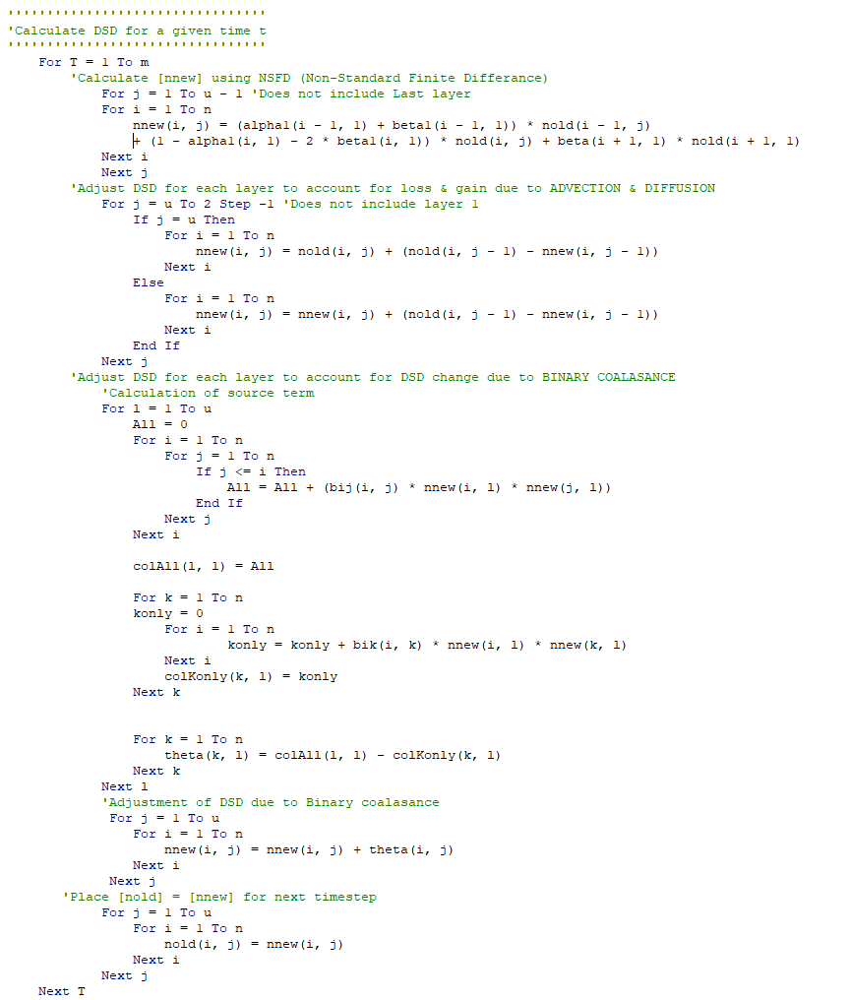 '''''''''''''''''''''''''''''''''
'Calculate DSD for a given time t
'''''''''''''''''''''''''''''''''
For T = 1 To m
'Calculate [nnew] using NSFD (Non-Standard Finite Differance)
For j = 1 To u - 1 'Does not include Last layer
For i = 1 To n
nnew(i, j) = (alpha1(i - 1, 1) + beta1(i - 1, 1)) * nold(i - 1, j)
+ (1 - alpha1(i, 1) - 2 * beta1(i, 1)) * nold(i, j) + beta(i + 1, 1) * nold(i + 1, 1)
Next i
Next j
'Adjust DSD for each layer to account for loss & gain due to ADVECTION & DIFFUSION
For j = u To 2 Step -1 'Does not include layer 1
If j = u Then
For i = 1 To n
nnew(i, j) = nold(i, j) + (nold(i, j - 1) - nnew(i, j - 1))
Next i
Else
For i = 1 To n
nnew(i, j) = nnew(i, j) + (nold(i, j - 1) - nnew(i, j - 1))
Next i
End If
Next j
'Adjust DSD for each layer to account for DSD change due to BINARY COALASANCE
'Calculation of source term
For l = 1 To u
All = 0
For i = 1 To n
For j = 1 To n
If j <= i Then
All = All + (bij(i, j) * nnew(i, l) * nnew(j, l))
End If
Next j
Next i
colAll(1, l) = All
For k = 1 To n
konly = 0
For i = 1 To n
konly = konly + bik(i, k) * nnew(i, l) * nnew(k, l)
Next i
colKonly(k, l) = konly
Next k
For k = 1 To n
theta(k, l) = colAll(1, l) - colKonly(k, l)
Next k
Next l
'Adjustment of DSD due to Binary coalasance
For j = 1 To u
For i = 1 To n
nnew(i, j) = nnew(i, j) + theta(i, j)
Next i
Next j
'Place [nold] = [nnew] for next timestep
For j = 1 To u
For i = 1 To n
nold(i, j) = nnew(i, j)
Next i
Next j
Next T